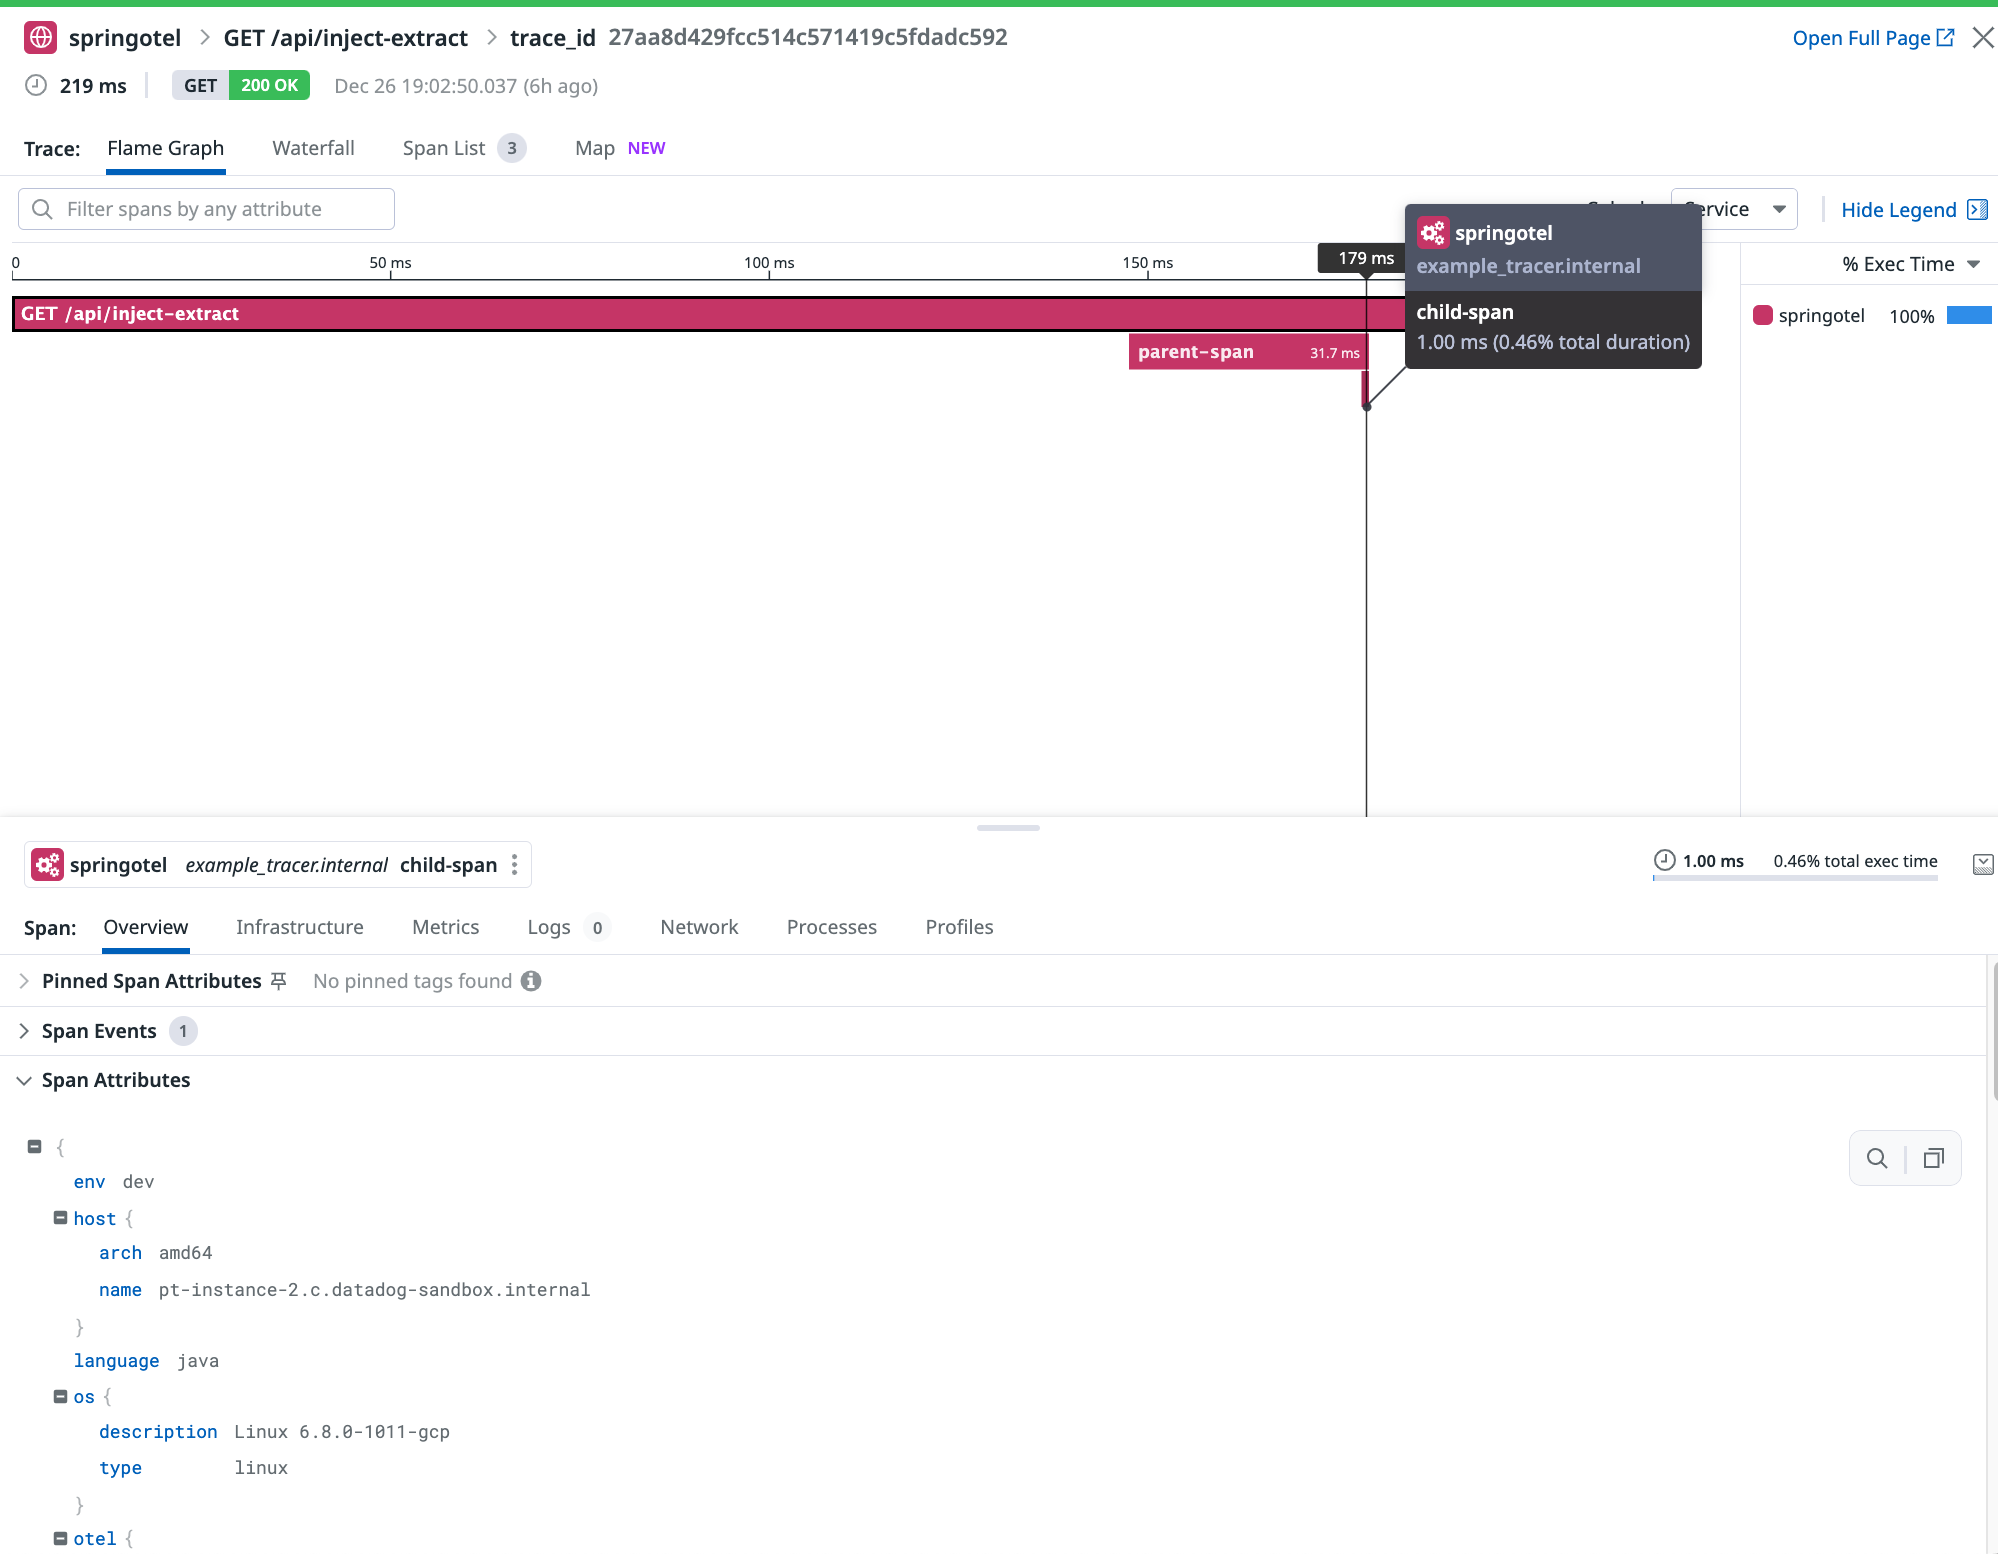 springotel > GET /api/inject-extract > trace_id 27aa8d429fcc514c571419c5fdadc592
Open Full Page
219 ms GET 200 OK Dec 26 19:02:50.037 (6h ago)
Trace: Flame Graph Waterfall Span List 3 Map NEW
Filter spans by any attribute
ervice
Hide Legend
0 50 ms 100 ms 150 ms 179 ms
springotel
example_tracer.internal
child-span
1.00 ms (0.46% total duration)
% Exec Time
GET /api/inject-extract
springotel 100%
parent-span 31.7 ms
springotel example_tracer.internal child-span
1.00 ms 0.46% total exec time
Span: Overview Infrastructure Metrics Logs 0 Network Processes Profiles
Pinned Span Attributes No pinned tags found
Span Events 1
Span Attributes
{
env dev
host {
arch amd64
name pt-instance-2.c.datadog-sandbox.internal
}
language java
os {
description Linux 6.8.0-1011-gcp
type linux
}
otel {